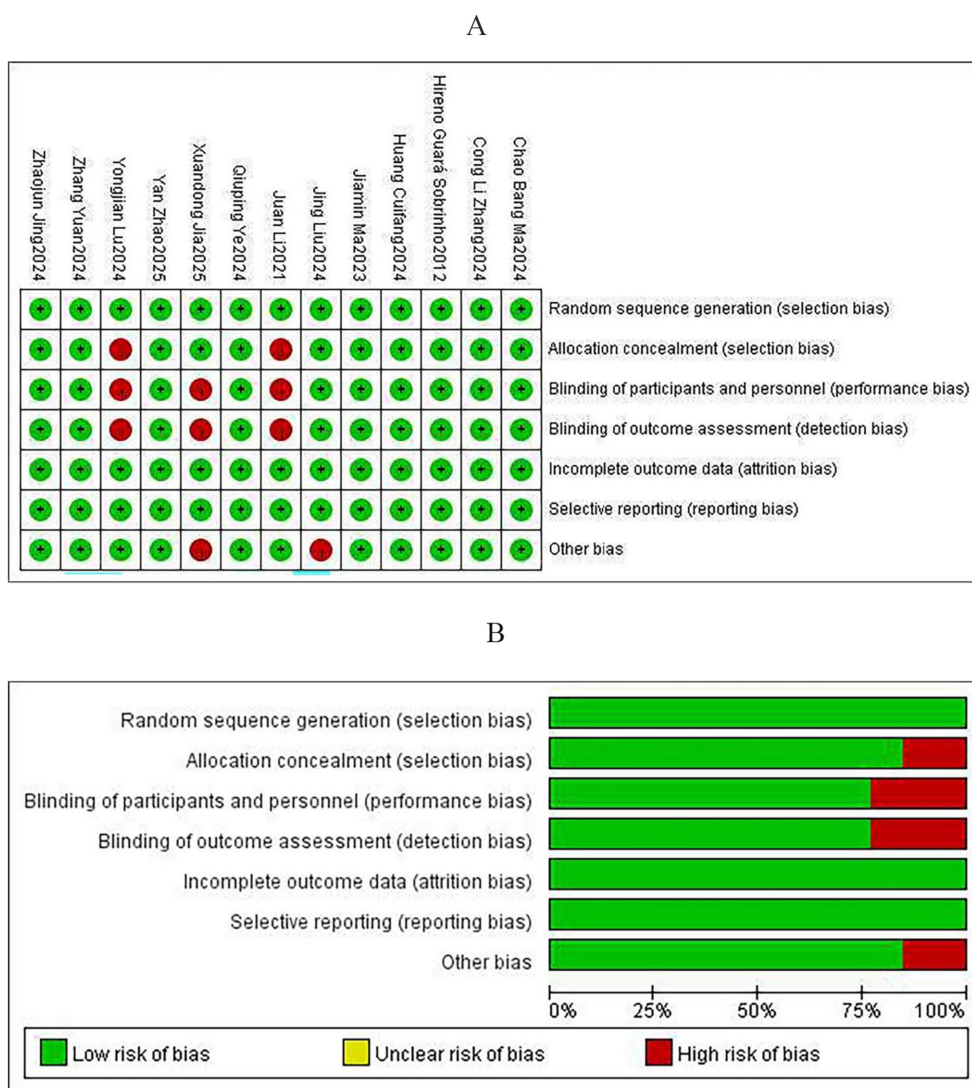 A
Zhaojun Jing2024
Zhang Yuan2024
Yongjian Lu2024
Yan Zhao2025
Xuandong Jia2025
Qiuping Ye2024
Juan Li2021
Jing Liu2024
Jiamin Ma2023
Huang Cuifang2024
Hireno Guará Sobrinho2012
Cong Li Zhang2024
Chao Bang Ma2024
Random sequence generation (selection bias)
Allocation concealment (selection bias)
Blinding of participants and personnel (performance bias)
Blinding of outcome assessment (detection bias)
Incomplete outcome data (attrition bias)
Selective reporting (reporting bias)
Other bias
B
Random sequence generation (selection bias)
Allocation concealment (selection bias)
Blinding of participants and personnel (performance bias)
Blinding of outcome assessment (detection bias)
Incomplete outcome data (attrition bias)
Selective reporting (reporting bias)
Other bias
0% 25% 50% 75% 100%
Low risk of bias Unclear risk of bias High risk of bias